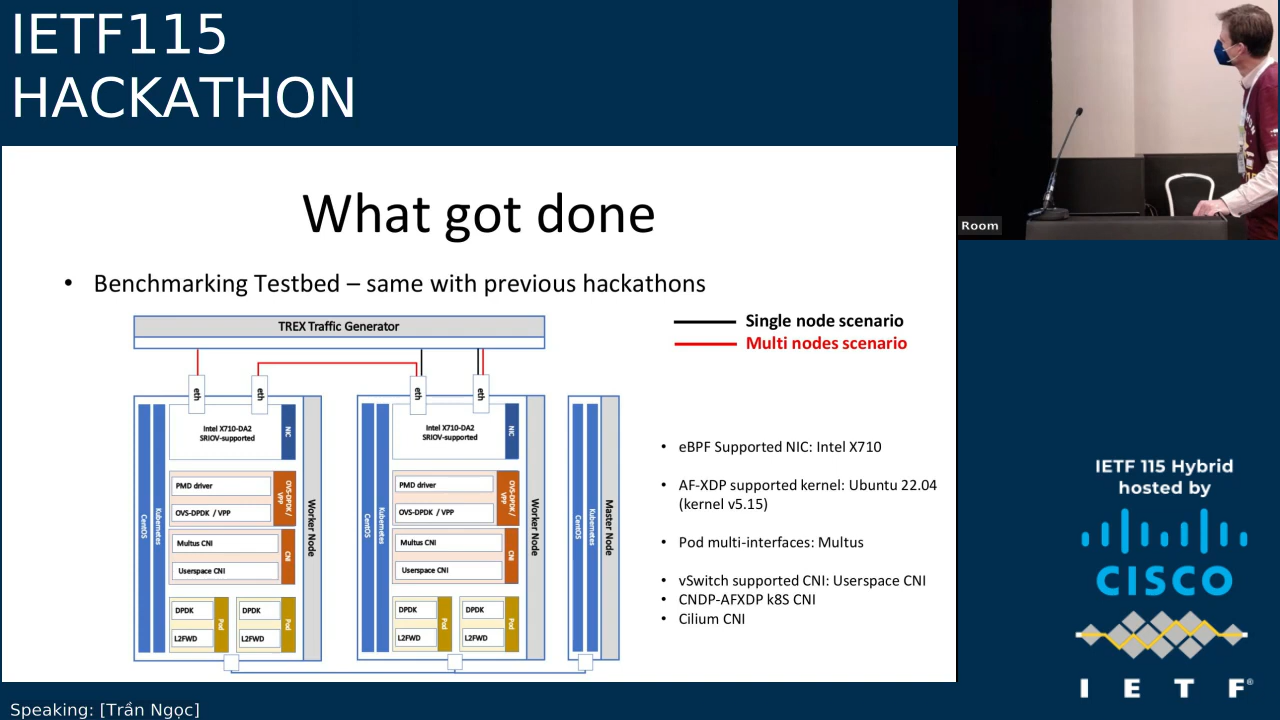 IETF115
HACKATHON
Room
What got done
• Benchmarking Testbed – same with previous hackathons
TREX Traffic Generator
Single node scenario
Multi nodes scenario
eth
eth
eth
eth
CentOS
Kubernetes
Intel X710-DA2
SRIOV-supported
NIC
PMD driver
OVS-DPDK / VPP
OVS-DPDK/
VPP
Multus CNI
Userspace CNI
CNI
DPDK
L2FWD
Pod
DPDK
L2FWD
Pod
Worker Node
CentOS
Kubernetes
Intel X710-DA2
SRIOV-supported
NIC
PMD driver
OVS-DPDK / VPP
OVS-DPDK/
VPP
Multus CNI
Userspace CNI
CNI
DPDK
L2FWD
Pod
DPDK
L2FWD
Pod
Worker Node
CentOS
Kubernetes
Master Node
• eBPF Supported NIC: Intel X710
• AF-XDP supported kernel: Ubuntu 22.04
(kernel v5.15)
• Pod multi-interfaces: Multus
• vSwitch supported CNI: Userspace CNI
• CNDP-AFXDP k8S CNI
• Cilium CNI
IETF 115 Hybrid
hosted by
CISCO
I E T F®
Speaking: [Trần Ngọc]